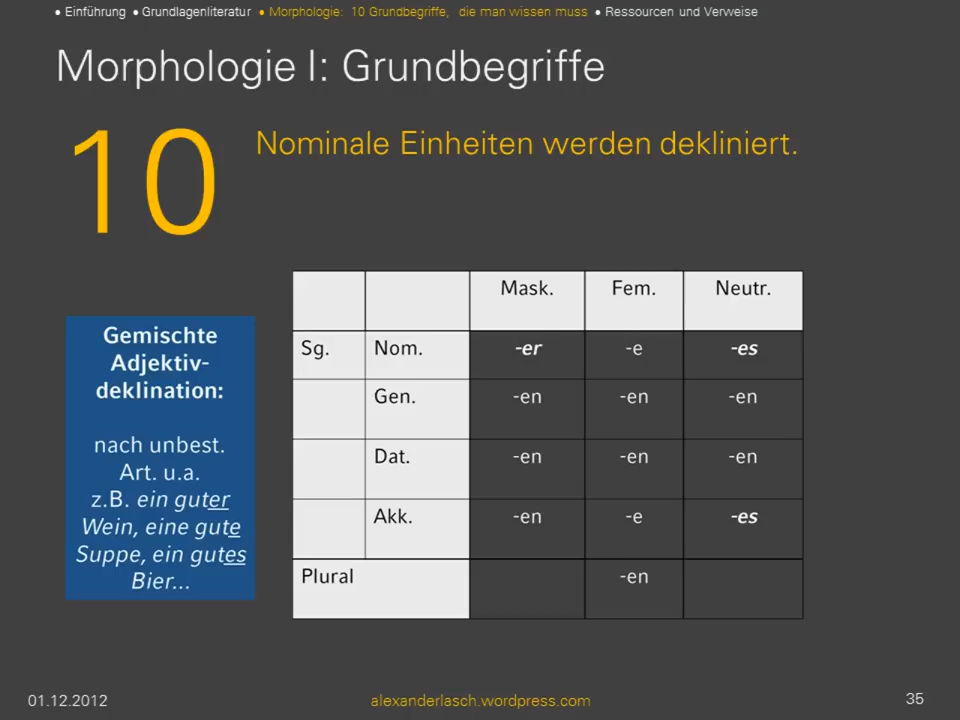 • Einführung • Grundlagenliteratur • Morphologie: 10 Grundbegriffe, die man wissen muss • Ressourcen und Verweise
Morphologie I: Grundbegriffe
10
Nominale Einheiten werden dekliniert.
Gemischte
Adjektiv-
deklination:
nach unbest.
Art. u.a.
z.B. ein guter
Wein, eine gute
Suppe, ein gutes
Bier...
Mask. Fem. Neutr.
Sg. Nom. -er -e -es
Gen. -en -en -en
Dat. -en -en -en
Akk. -en -e -es
Plural -en
01.12.2012
alexanderlasch.wordpress.com
35